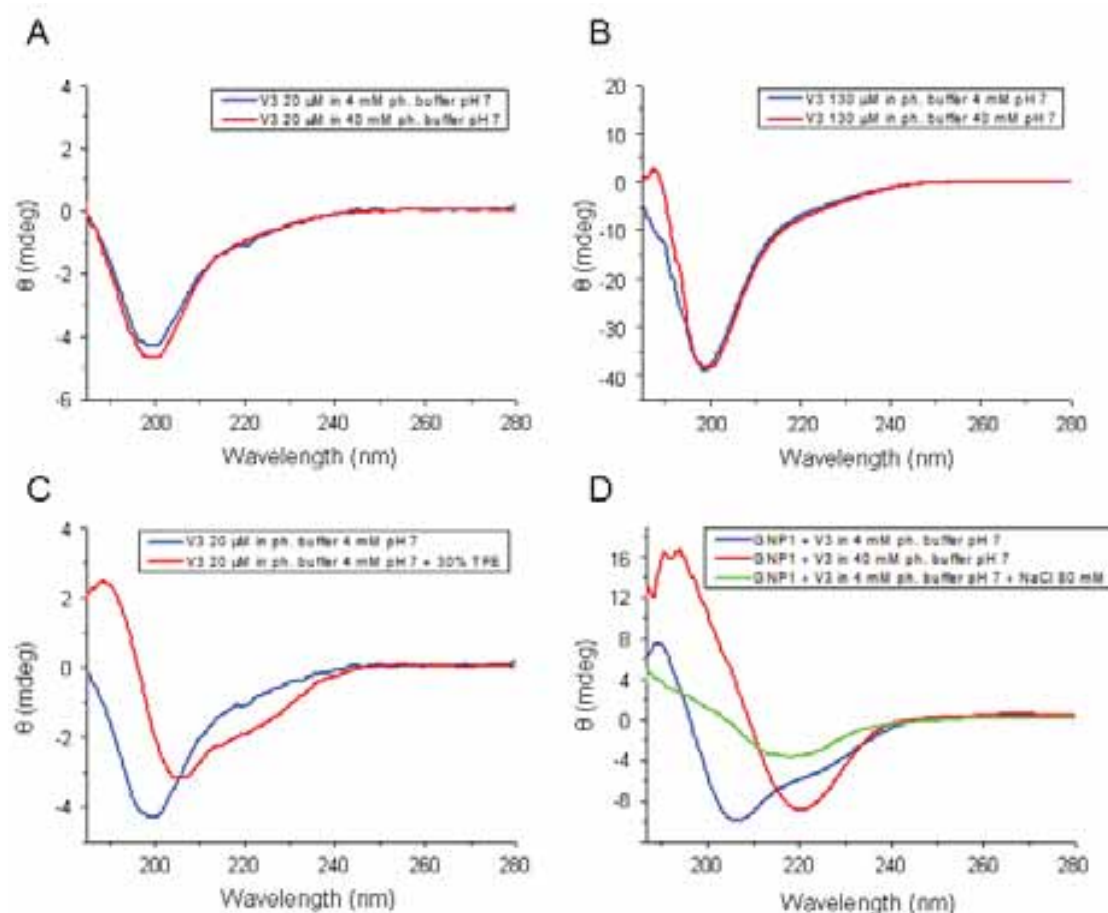 A
θ (mdeg)
4
2
0
-2
-4
-6
V3 20 µM in 4 mM ph. buffer pH 7
V3 20 µM in 40 mM ph. buffer pH 7
200 220 240 260 280
Wavelength (nm)
B
θ (mdeg)
20
10
0
-10
-20
-30
-40
V3 130 µM in ph. buffer 4 mM pH 7
V3 130 µM in ph. buffer 40 mM pH 7
200 220 240 260 280
Wavelength (nm)
C
θ (mdeg)
4
2
0
-2
-4
V3 20 µM in ph. buffer 4 mM pH 7
V3 20 µM in ph. buffer 4 mM pH 7 + 30% TFE
200 220 240 260 280
Wavelength (nm)
D
θ (mdeg)
16
12
8
4
0
-4
-8
GNP1 + V3 in 4 mM ph. buffer pH 7
GNP1 + V3 in 40 mM ph. buffer pH 7
GNP1 + V3 in 4 mM ph. buffer pH 7 + NaCl 80 mM
200 220 240 260 280
Wavelength (nm)